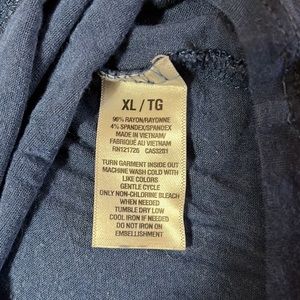 XL / TG
96% RAYON/RAYONNE
4% SPANDEX/SPANDEX
MADE IN VIETNAM/
FABRIQUÉ AU VIETNAM
RN121726 CA53201
TURN GARMENT INSIDE OUT
MACHINE WASH COLD WITH
LIKE COLORS
GENTLE CYCLE
ONLY NON-CHLORINE BLEACH
WHEN NEEDED
TUMBLE DRY LOW
COOL IRON IF NEEDED
DO NOT IRON ON
EMBELLISHMENT